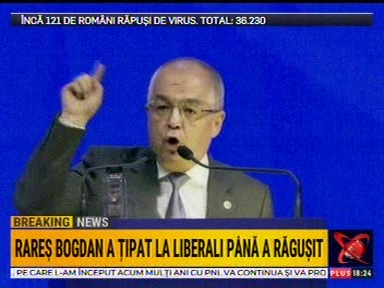 ÎNCĂ 121 DE ROMÂNI RĂPUȘI DE VIRUS. TOTAL: 36.230
BREAKING NEWS
RAREȘ BOGDAN A ȚIPAT LA LIBERALI PÂNĂ A RĂGUȘIT
. PE CARE L-AM ÎNCEPUT ACUM MULȚI ANI CU PNL VA CONTINUA ȘI VA PRO
PLUS 18:24